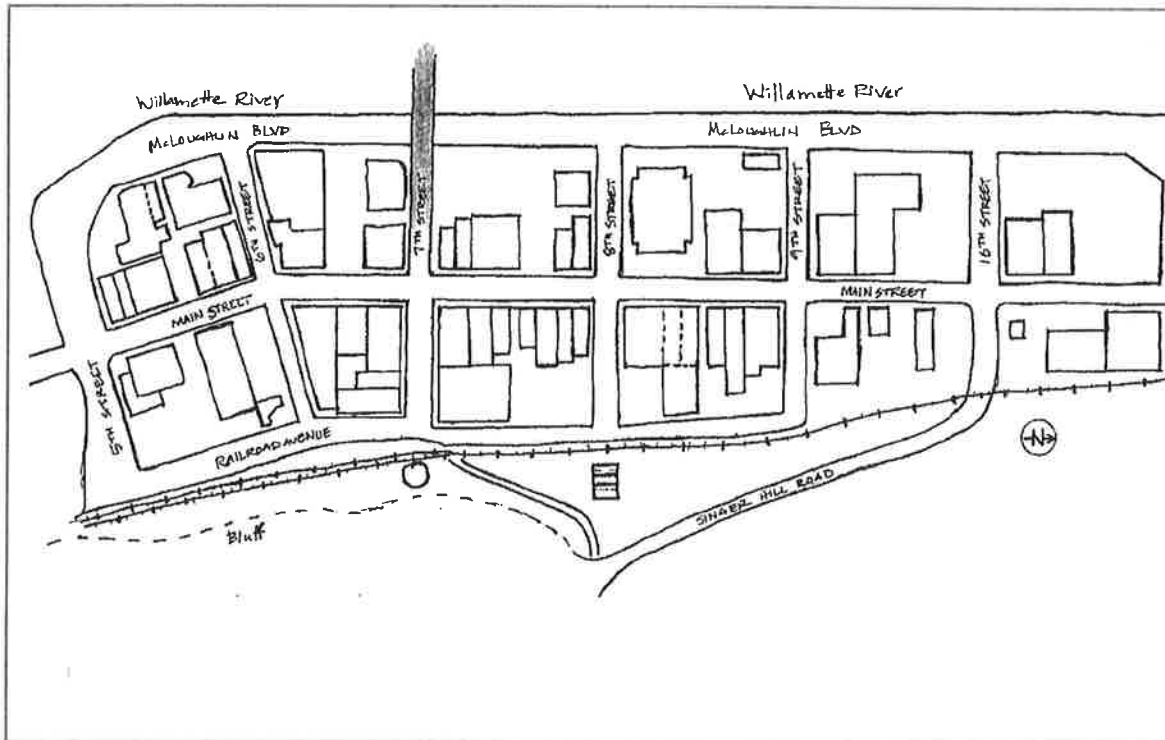 Willamette River
Willamette River
McLOUGHLIN BLVD
McLOUGHLIN BLVD
6TH STREET
7TH STREET
8TH STREET
9TH STREET
10TH STREET
MAIN STREET
MAIN STREET
5TH STREET
RAILROAD AVENUE
N
SINGER HILL ROAD
Bluff